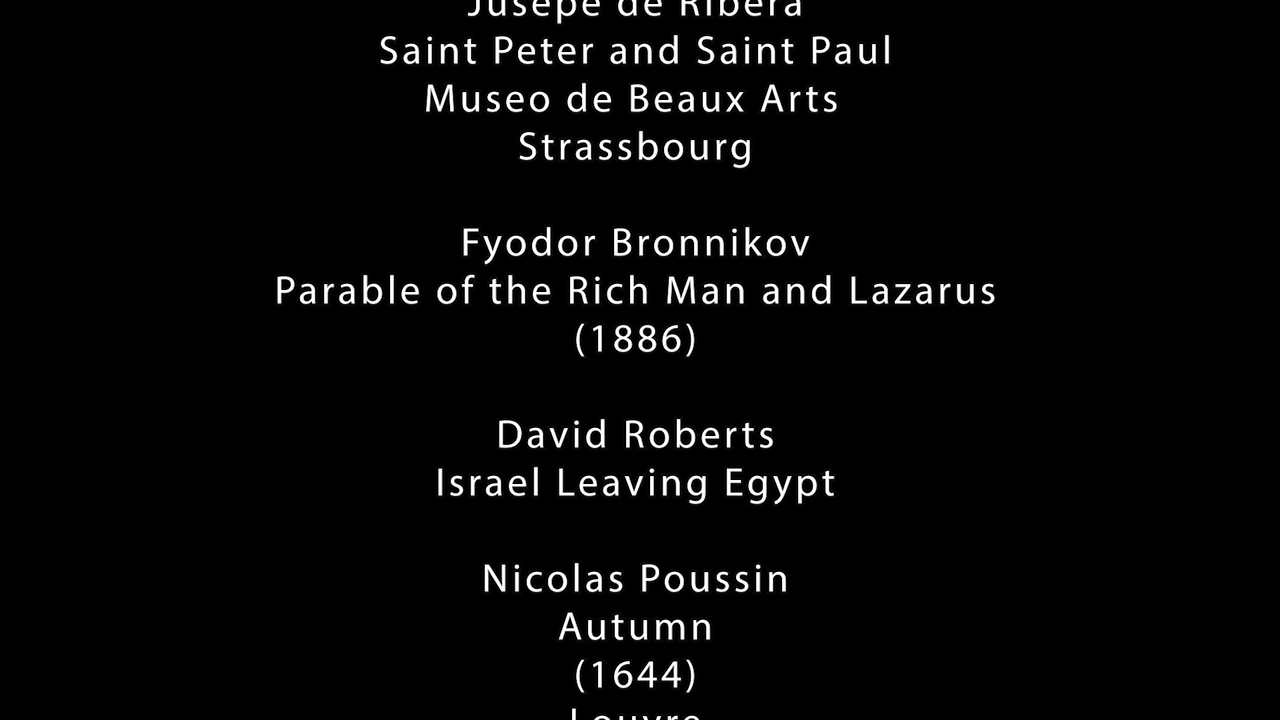 Jusepe de Ribera
Saint Peter and Saint Paul
Museo de Beaux Arts
Strassbourg
Fyodor Bronnikov
Parable of the Rich Man and Lazarus
(1886)
David Roberts
Israel Leaving Egypt
Nicolas Poussin
Autumn
(1644)
Louvre